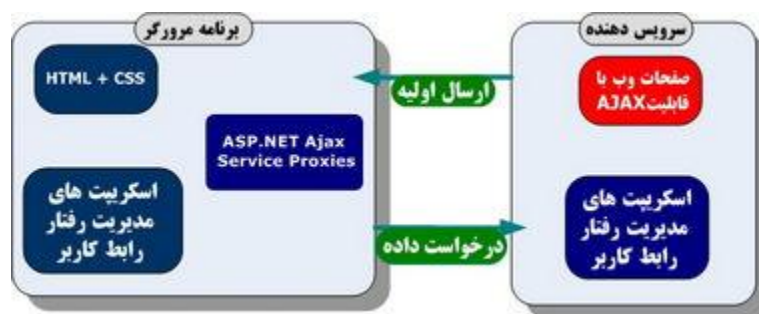 برنامه مرورگر
سرویس دهنده
HTML + CSS
ارسال اولیه
صفحات وب با
قابلیتAJAX
ASP.NET Ajax
Service Proxies
اسکریپت های
مدیریت رفتار
رابط کاربر
درخواست داده
اسکریپت های
مدیریت رفتار
رابط کاربر